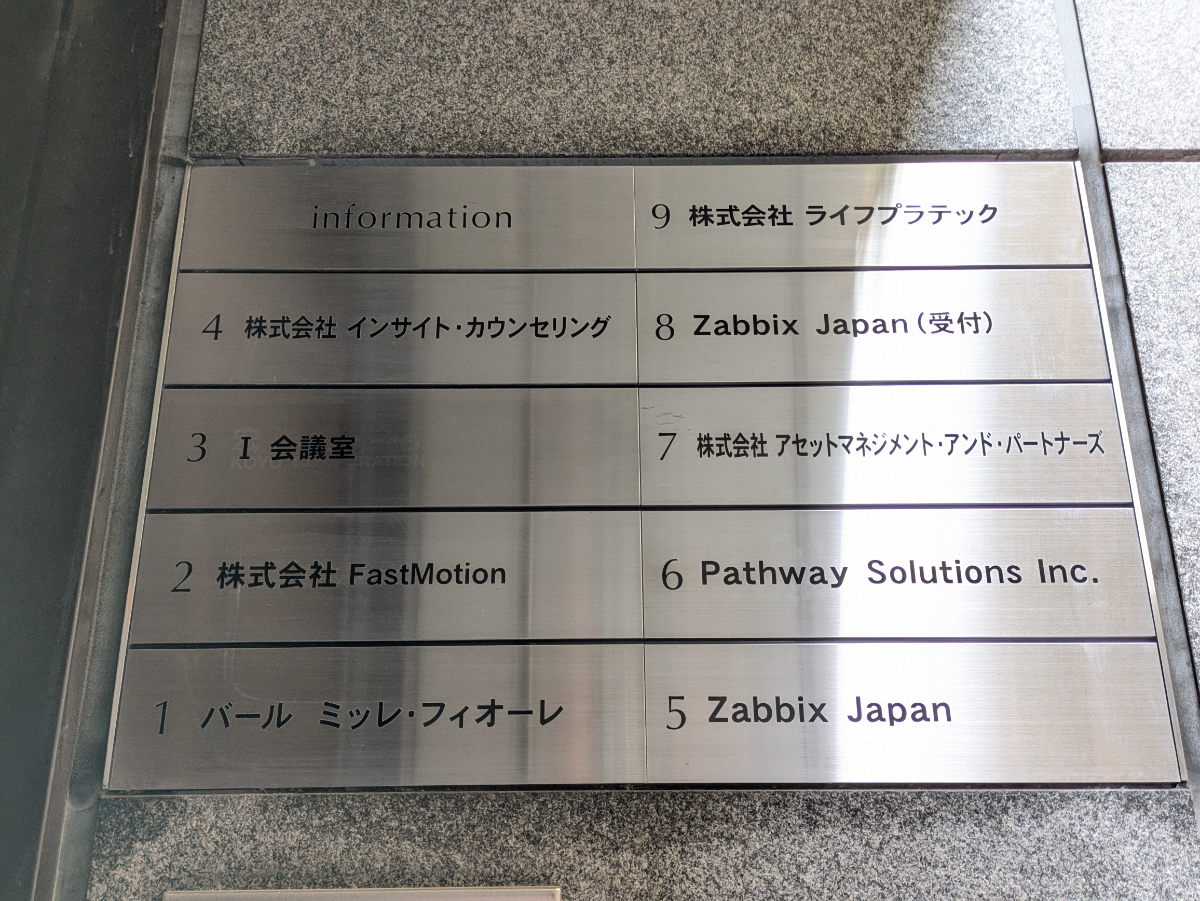 information
4 株式会社 インサイト・カウンセリング
3 I 会議室
2 株式会社 FastMotion
1 バール ミッレ・フィオーレ
9 株式会社 ライフプラテック
8 Zabbix Japan(受付)
7 株式会社 アセットマネジメント・アンド・パートナーズ
6 Pathway Solutions Inc.
5 Zabbix Japan